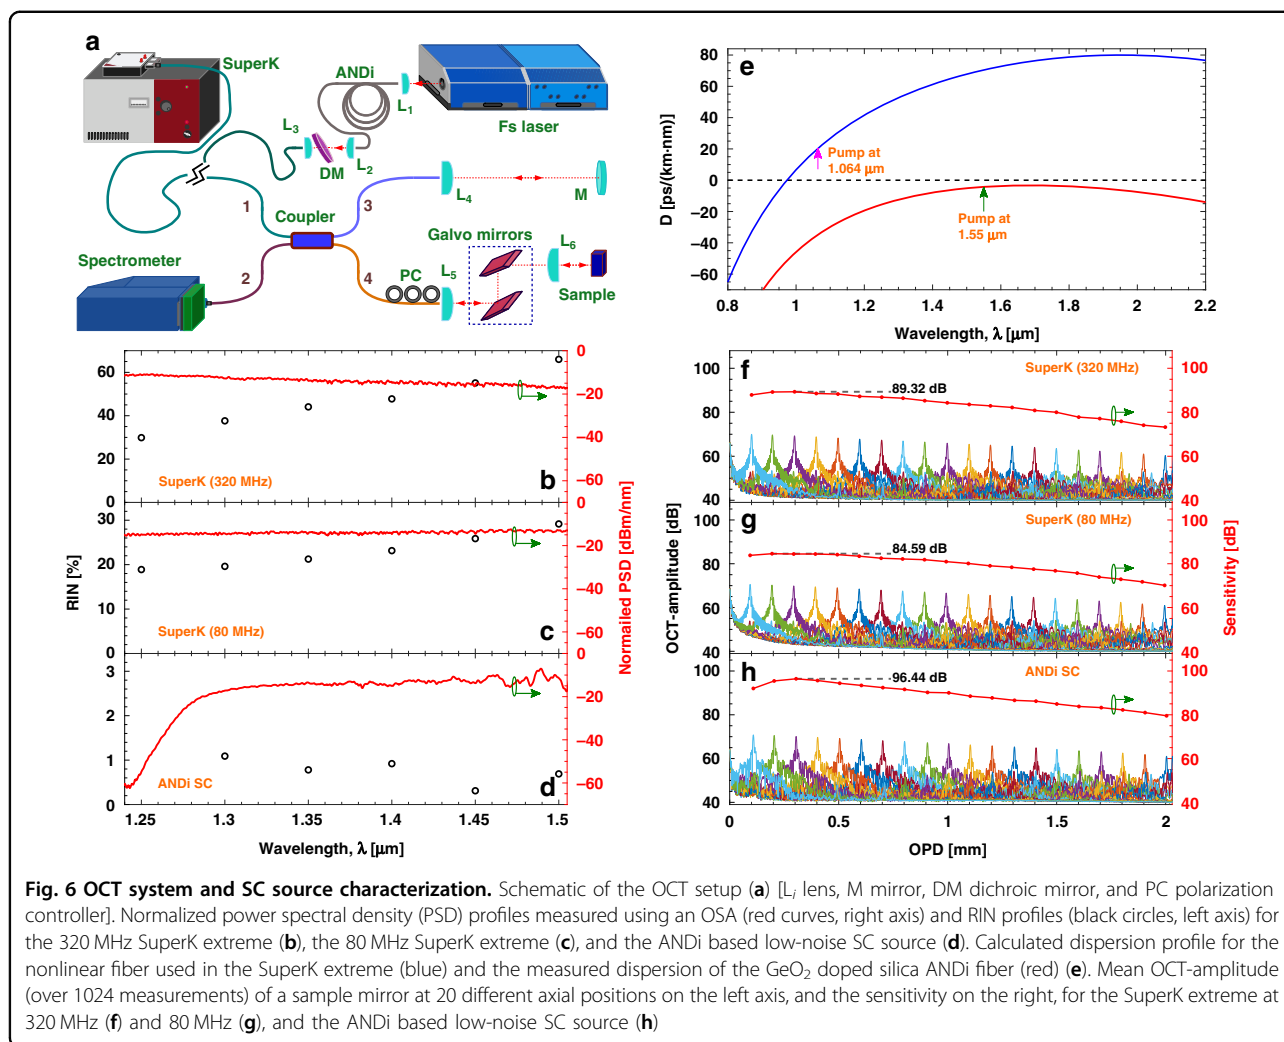 a
SuperK
ANDi
L1
Fs laser
L3
DM
L2
1
3
L4
M
Coupler
Galvo mirrors
L6
Spectrometer
2
4
PC
L5
Sample
e
80
60
40
20
0
−20
−40
−60
D [ps/(km·nm)]
Pump at
1.064 μm
Pump at
1.55 μm
0.8 1 1.2 1.4 1.6 1.8 2 2.2
Wavelength, λ [μm]
60
40
20
0
0
−20
−40
−60
SuperK (320 MHz)
b
30
20
10
0
0
−20
−40
−60
SuperK (80 MHz)
c
3
2
1
0
0
−20
−40
−60
ANDi SC
d
RIN [%]
Normailed PSD [dBm/nm]
1.25 1.3 1.35 1.4 1.45 1.5
Wavelength, λ [μm]
f
SuperK (320 MHz)
89.32 dB
100
80
60
40
100
80
60
40
g
SuperK (80 MHz)
84.59 dB
100
80
60
40
100
80
60
40
h
ANDi SC
96.44 dB
100
80
60
40
100
80
60
40
OCT-amplitude [dB]
Sensitivity [dB]
0 0.5 1 1.5 2
OPD [mm]
Fig. 6 OCT system and SC source characterization. Schematic of the OCT setup (a) [Li lens, M mirror, DM dichroic mirror, and PC polarization
controller]. Normalized power spectral density (PSD) profiles measured using an OSA (red curves, right axis) and RIN profiles (black circles, left axis) for
the 320 MHz SuperK extreme (b), the 80 MHz SuperK extreme (c), and the ANDi based low-noise SC source (d). Calculated dispersion profile for the
nonlinear fiber used in the SuperK extreme (blue) and the measured dispersion of the GeO2 doped silica ANDi fiber (red) (e). Mean OCT-amplitude
(over 1024 measurements) of a sample mirror at 20 different axial positions on the left axis, and the sensitivity on the right, for the SuperK extreme at
320 MHz (f) and 80 MHz (g), and the ANDi based low-noise SC source (h)